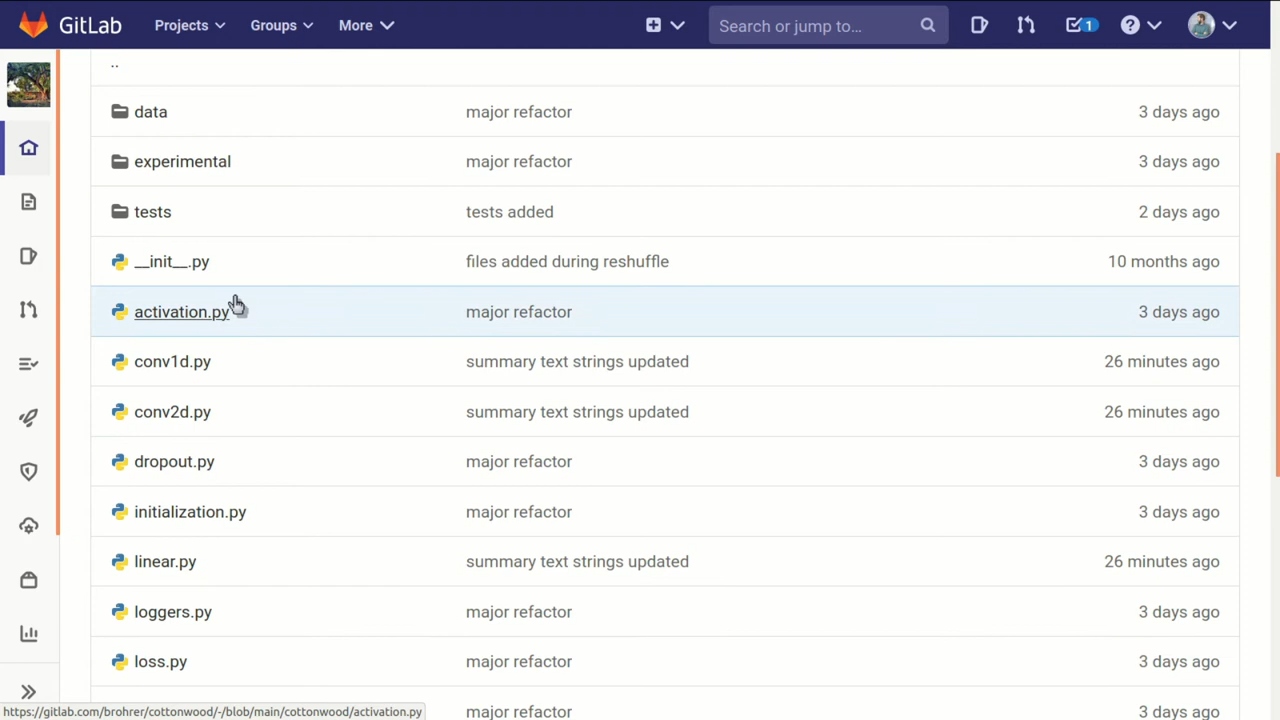 GitLab Projects Groups More Search or jump to... 1
..
data major refactor 3 days ago
experimental major refactor 3 days ago
tests tests added 2 days ago
__init__.py files added during reshuffle 10 months ago
activation.py major refactor 3 days ago
conv1d.py summary text strings updated 26 minutes ago
conv2d.py summary text strings updated 26 minutes ago
dropout.py major refactor 3 days ago
initialization.py major refactor 3 days ago
linear.py summary text strings updated 26 minutes ago
loggers.py major refactor 3 days ago
loss.py major refactor 3 days ago
major refactor 3 days ago
https://gitlab.com/brohrer/cottonwood/-/blob/main/cottonwood/activation.py